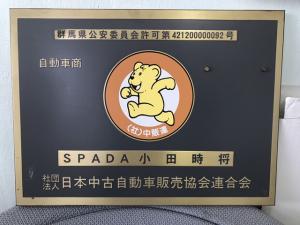 群馬県公安委員会許可第421200000092号
自動車商
(社)中販連
SPADA 小田時将
社団法人 日本中古自動車販売協会連合会